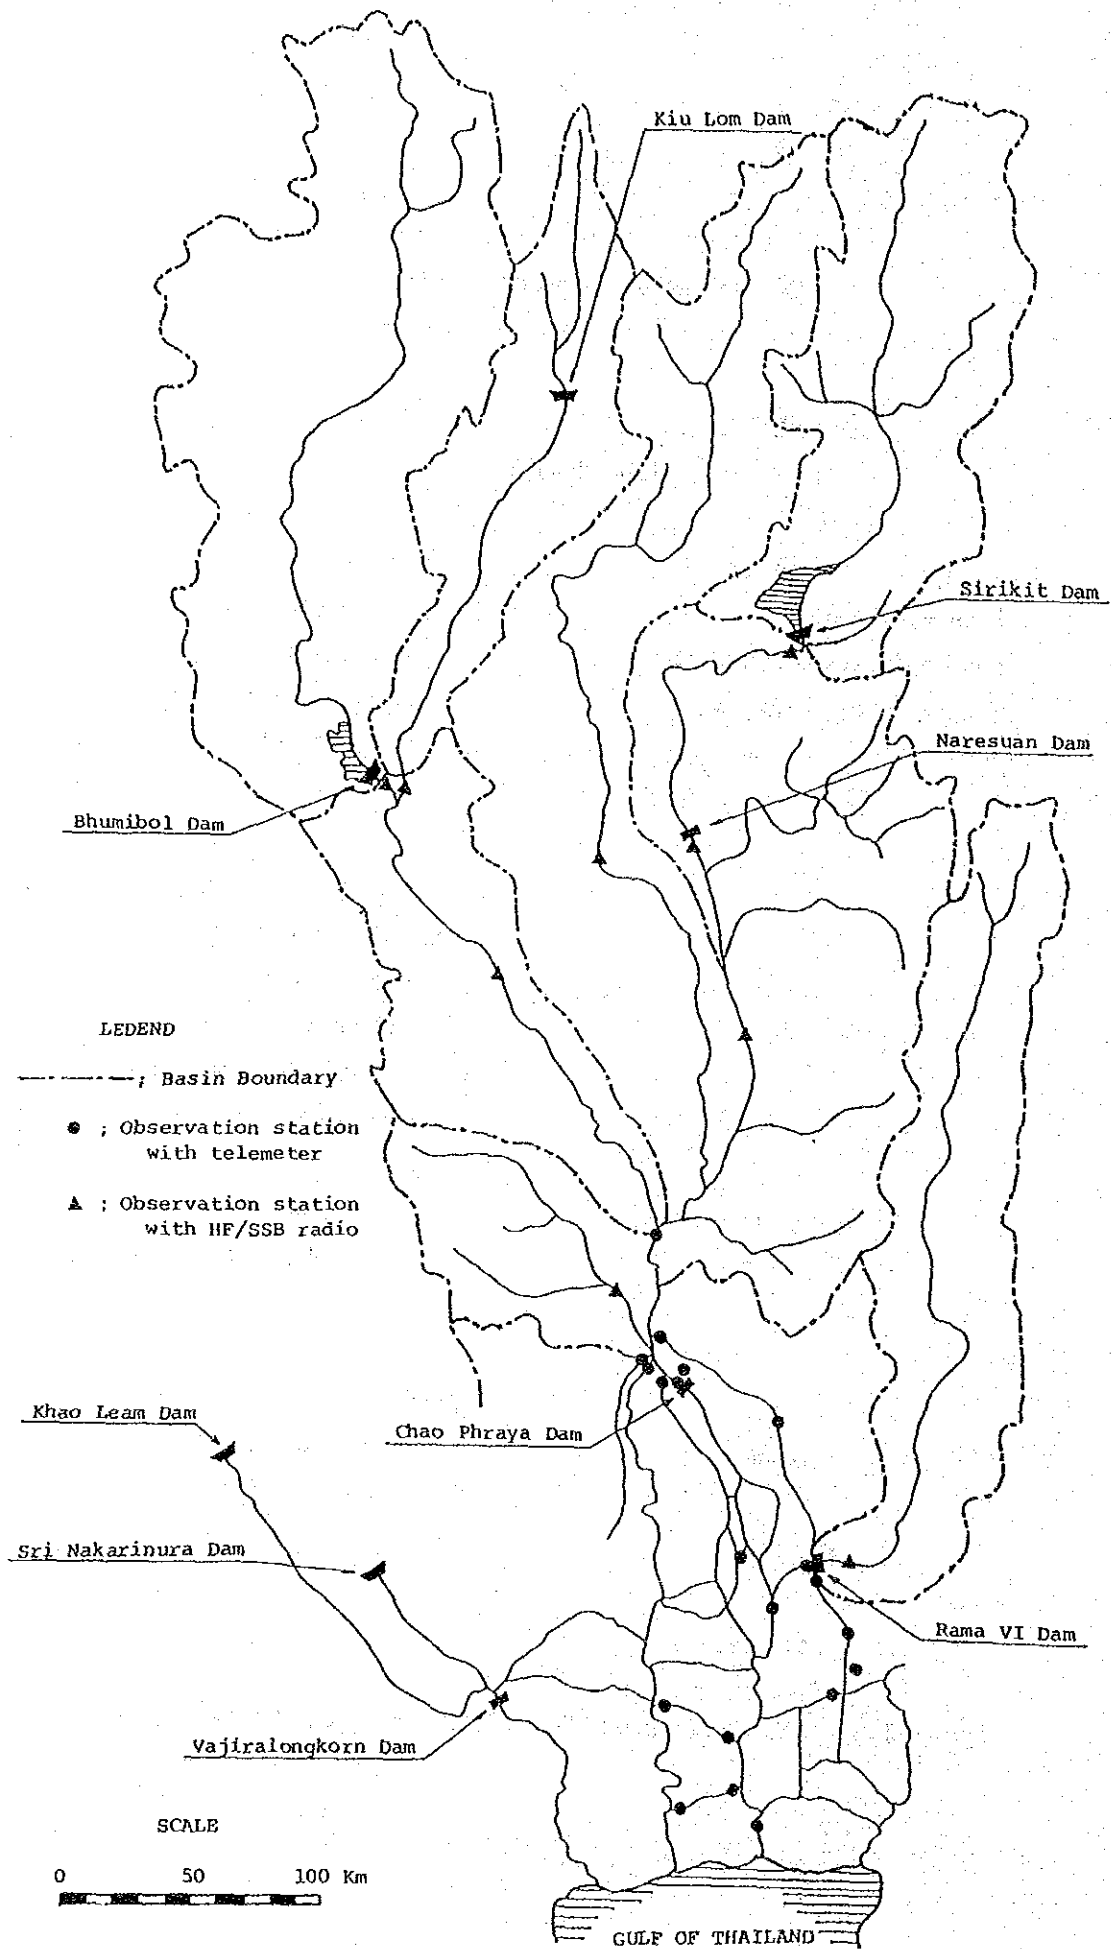 Kiu Lom Dam
Sirikit Dam
Naresuan Dam
Bhumibol Dam
LEDEND
; Basin Boundary
; Observation station
with telemeter
; Observation station
with HF/SSB radio
Khao Leam Dam
Chao Phraya Dam
Sri Nakarinura Dam
Rama VI Dam
Vajiralongkorn Dam
SCALE
0 50 100 Km
GULF OF THAILAND